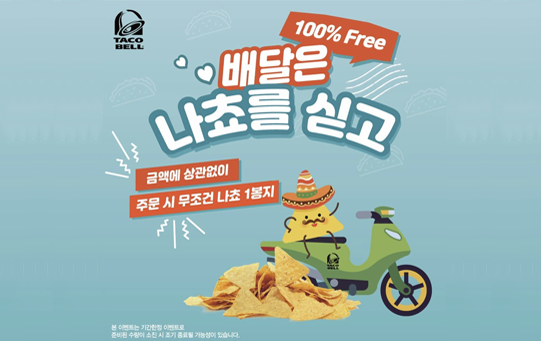 TACO
BELL
100% Free
배달은
나쵸를 싣고
금액에 상관없이
주문 시 무조건 나쵸 1봉지
TACO
BELL
본 이벤트는 기간한정 이벤트로
준비된 수량이 소진 시 조기 종료될 가능성이 있습니다.